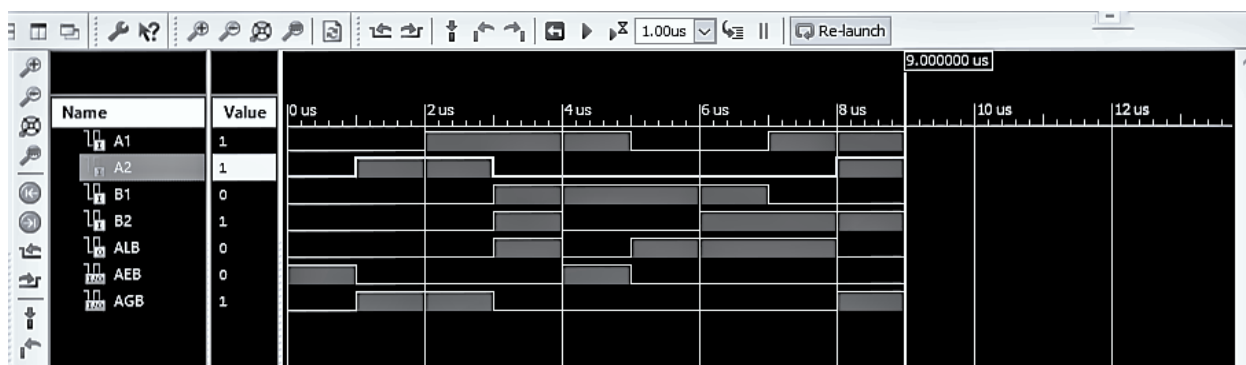 1.00us Re-launch
9.000000 us
Name Value 0 us 2 us 4 us 6 us 8 us 10 us 12 us
A1 1
A2 1
B1 0
B2 1
ALB 0
AEB 0
AGB 1